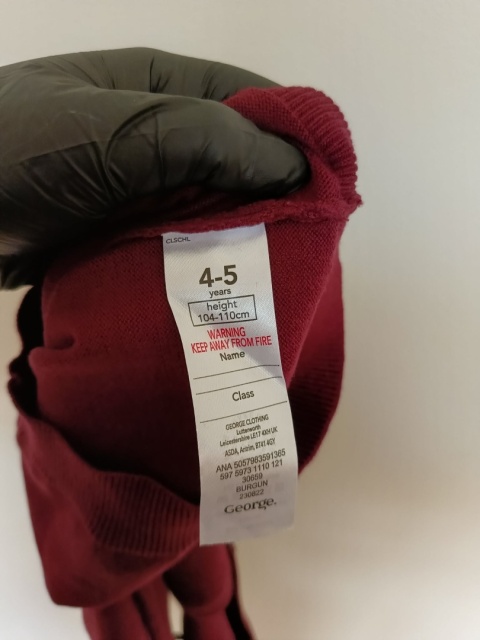 CLSCHL
4-5
years
height
104-110cm
WARNING
KEEP AWAY FROM FIRE
Name
Class
GEORGE CLOTHING
Lutterworth
Leicestershire LE17 4XH UK
ASDA, Antrim, BT41 4GY
ANA 5057983591365
597 5973 1110 121
30659
BURGUN
230822
George.